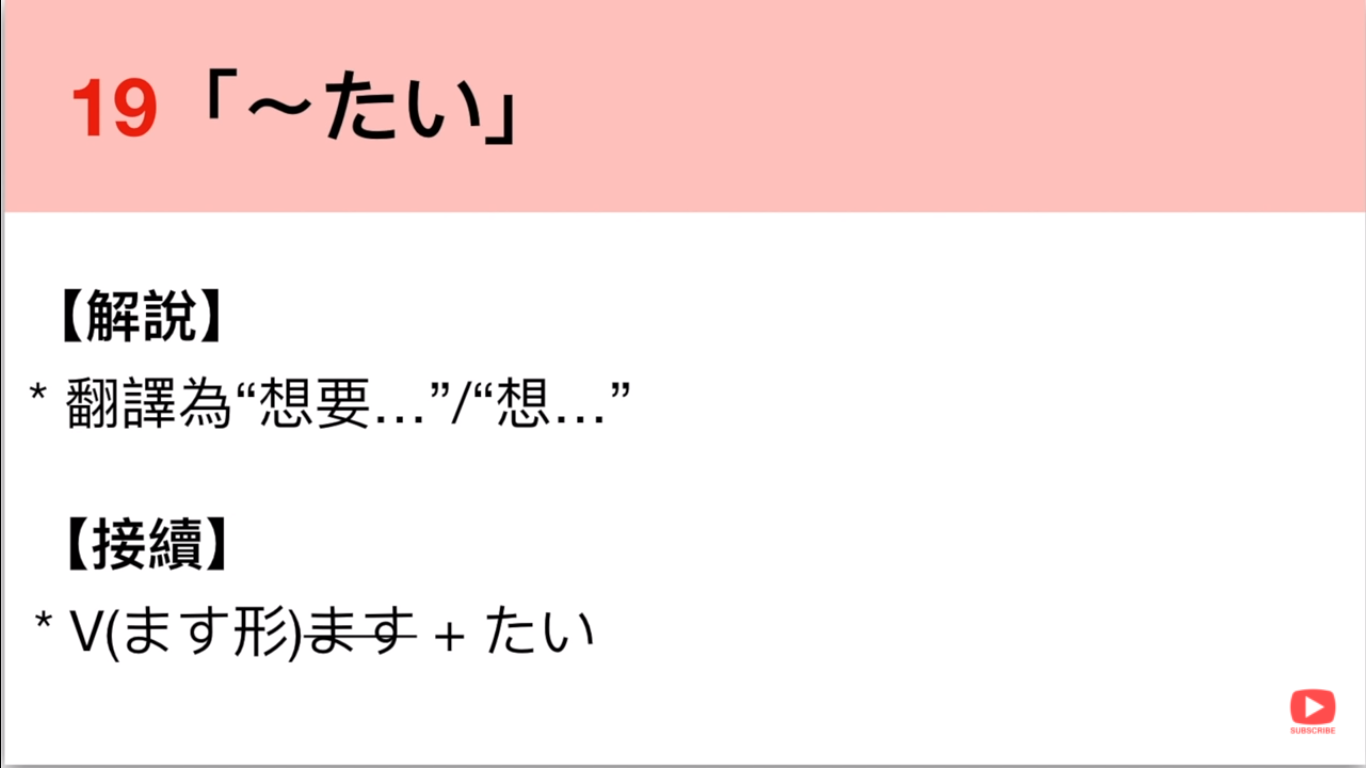 19「～たい」
【解說】
* 翻譯為“想要…”/“想…”
【接續】
* V(ます形)ます + たい
SUBSCRIBE